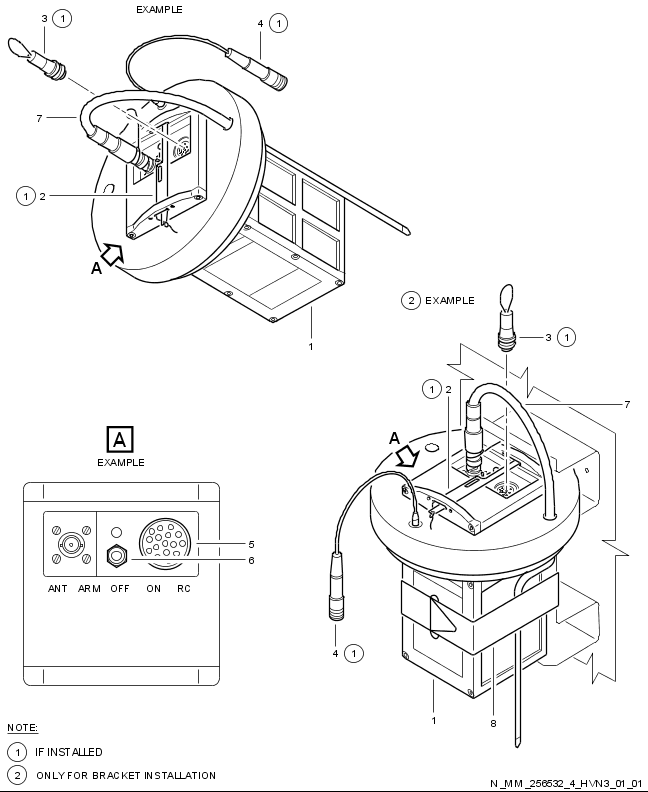 EXAMPLE
3 1
4 1
7
1 2
A
1
2 EXAMPLE
3 1
1 2
7
A
A
EXAMPLE
5
6
ANT ARM OFF ON RC
4 1
1
8
NOTE:
1 IF INSTALLED
2 ONLY FOR BRACKET INSTALLATION
N_MM_256532_4_HVN3_01_01